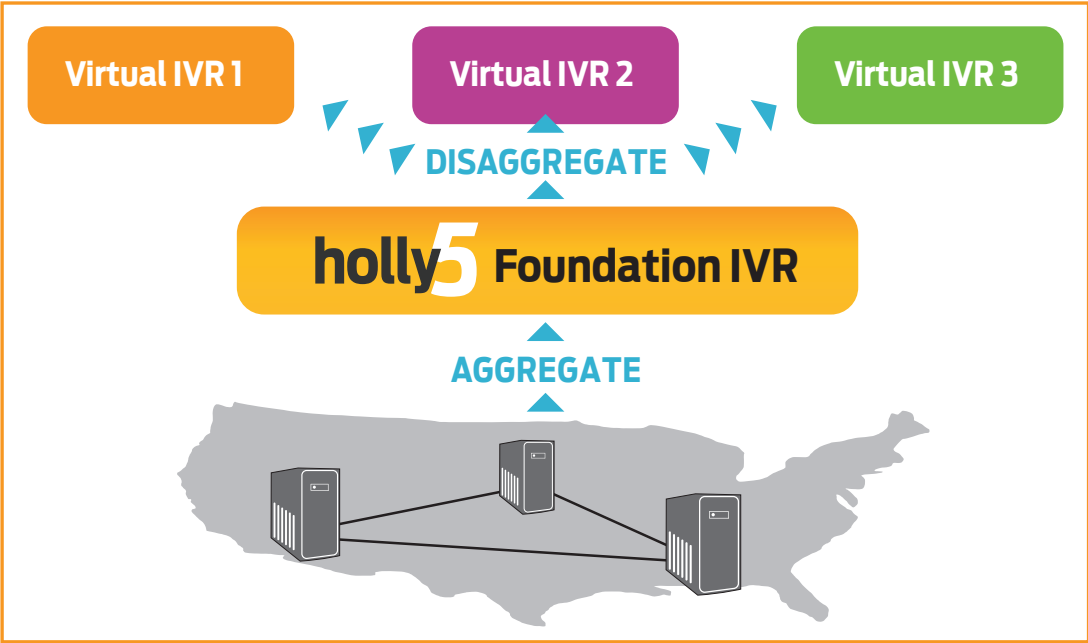 Virtual IVR 1
Virtual IVR 2
Virtual IVR 3
DISAGGREGATE
holly5 Foundation IVR
AGGREGATE